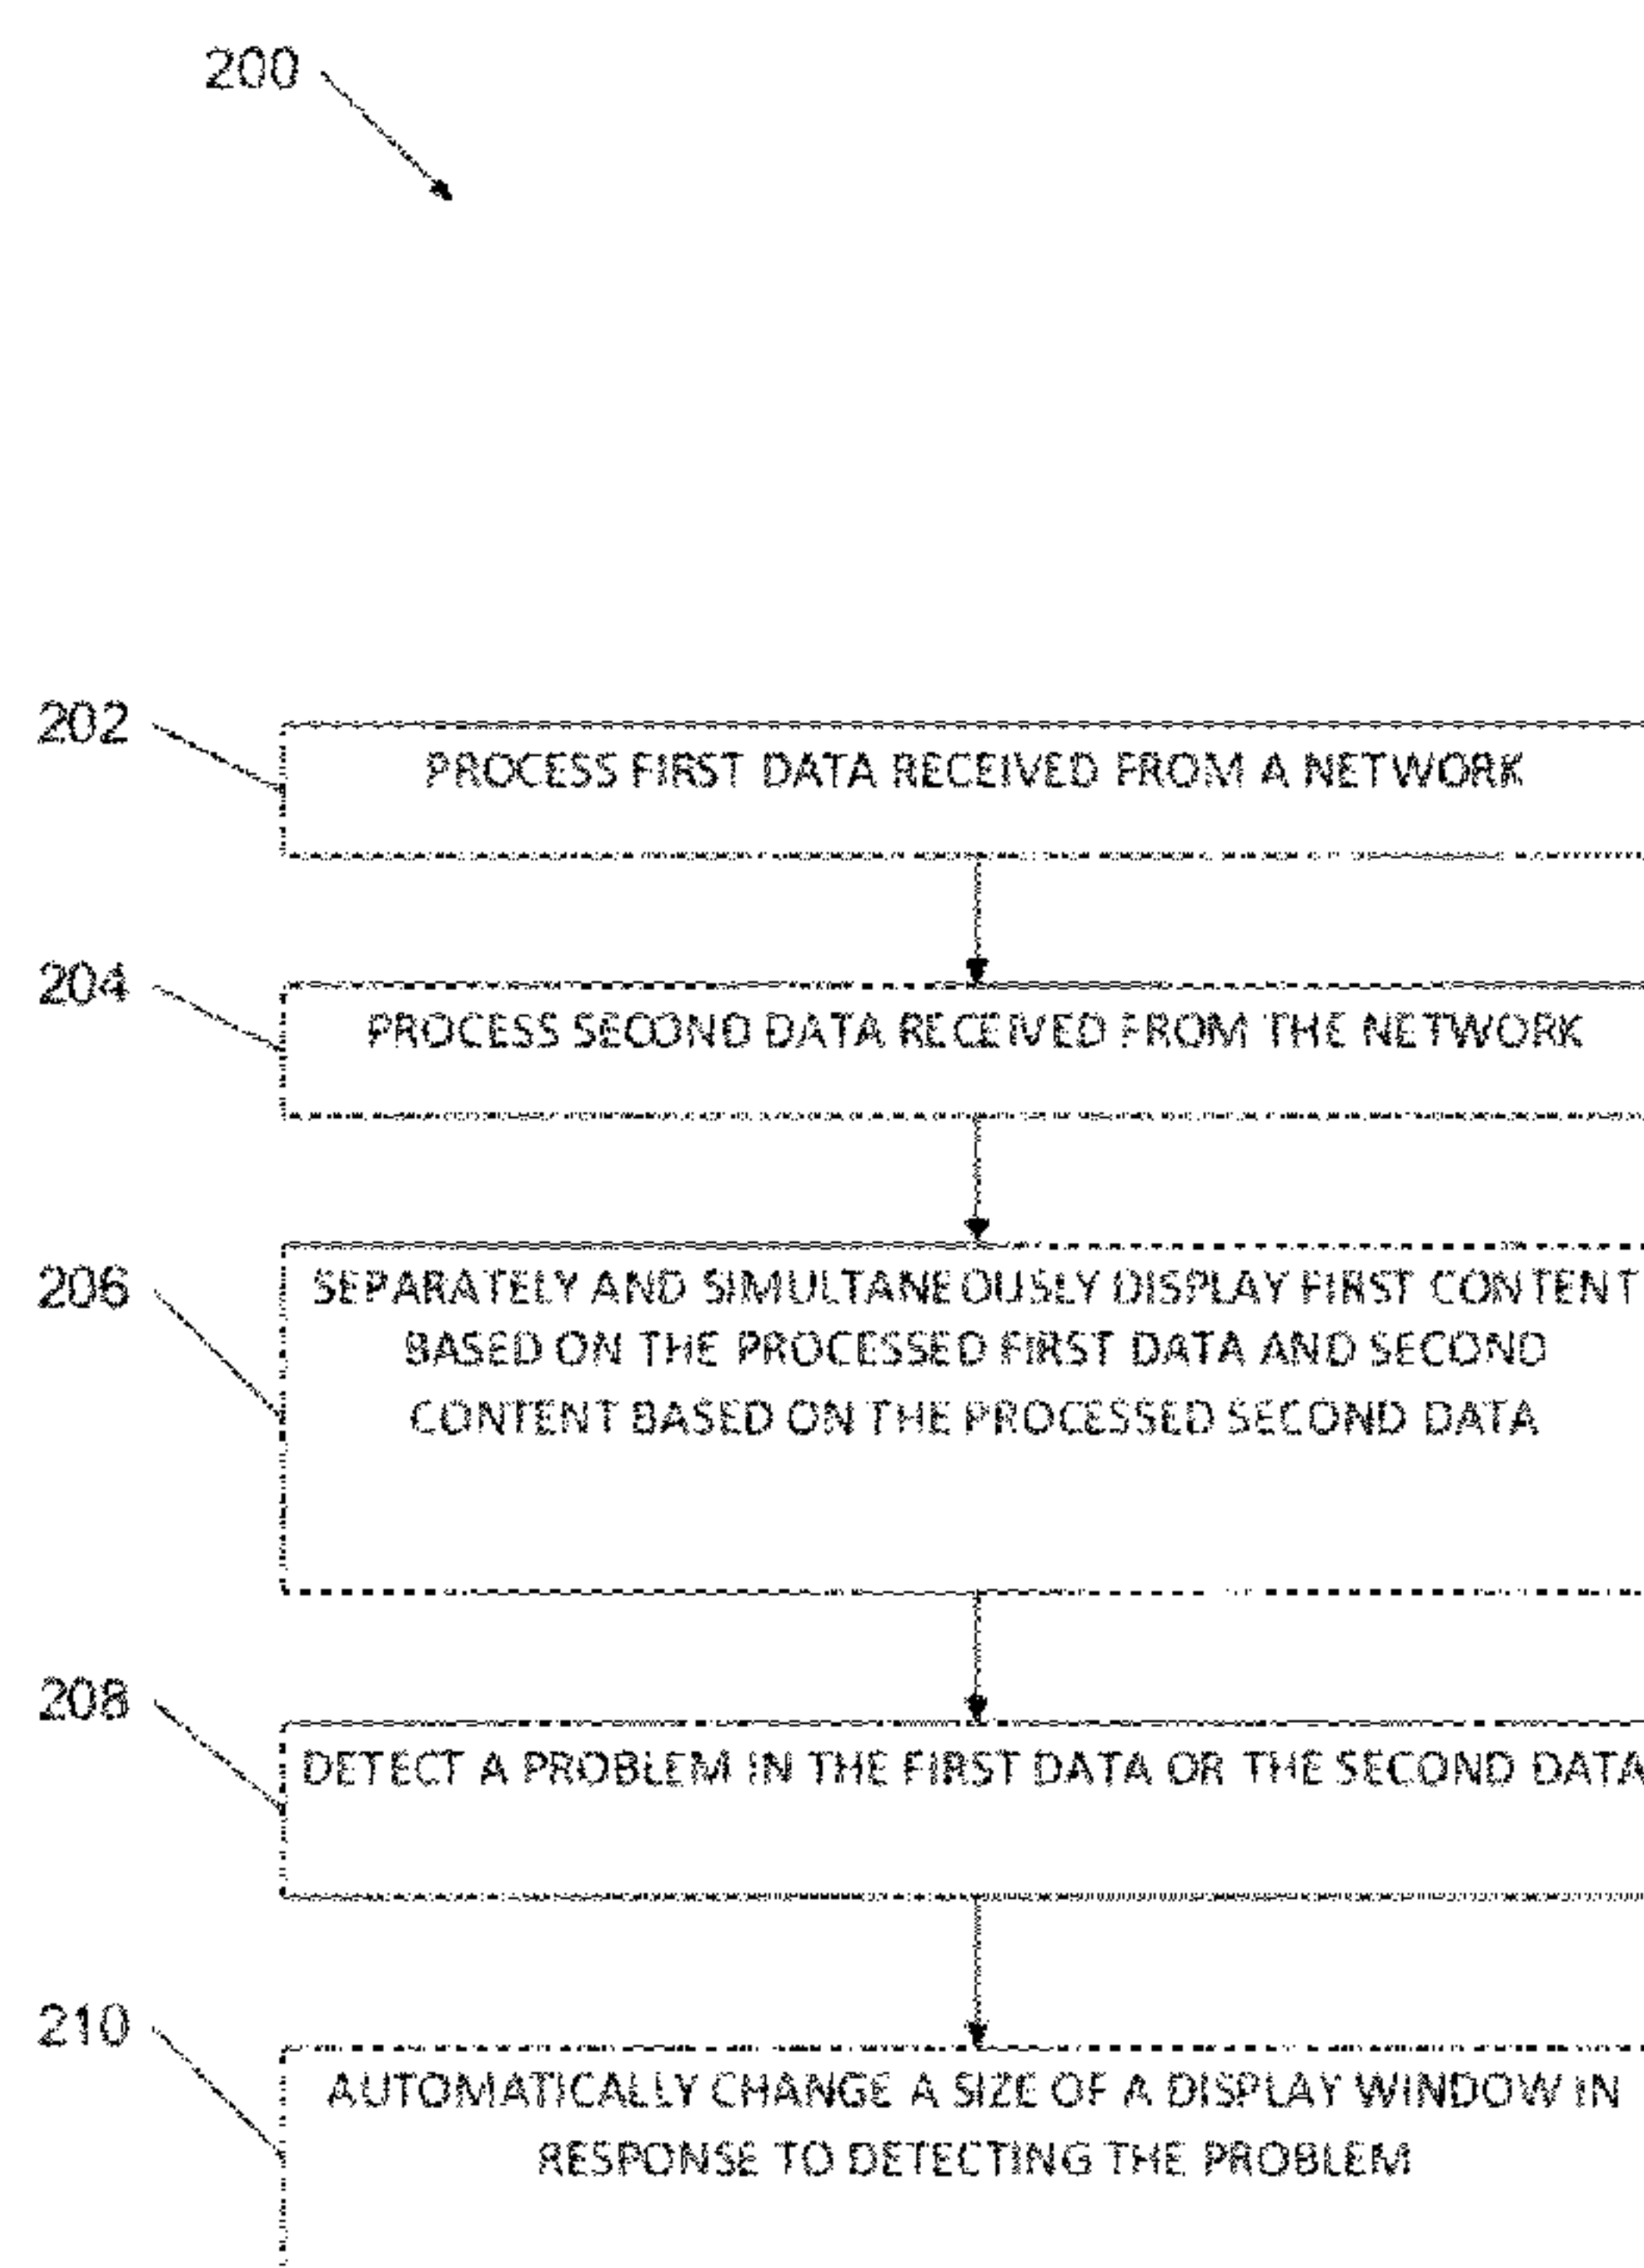 200
202
PROCESS FIRST DATA RECEIVED FROM A NETWORK
204
PROCESS SECOND DATA RECEIVED FROM THE NETWORK
206
SEPARATELY AND SIMULTANEOUSLY DISPLAY FIRST CONTENT
BASED ON THE PROCESSED FIRST DATA AND SECOND
CONTENT BASED ON THE PROCESSED SECOND DATA
208
DETECT A PROBLEM IN THE FIRST DATA OR THE SECOND DATA
210
AUTOMATICALLY CHANGE A SIZE OF A DISPLAY WINDOW IN
RESPONSE TO DETECTING THE PROBLEM